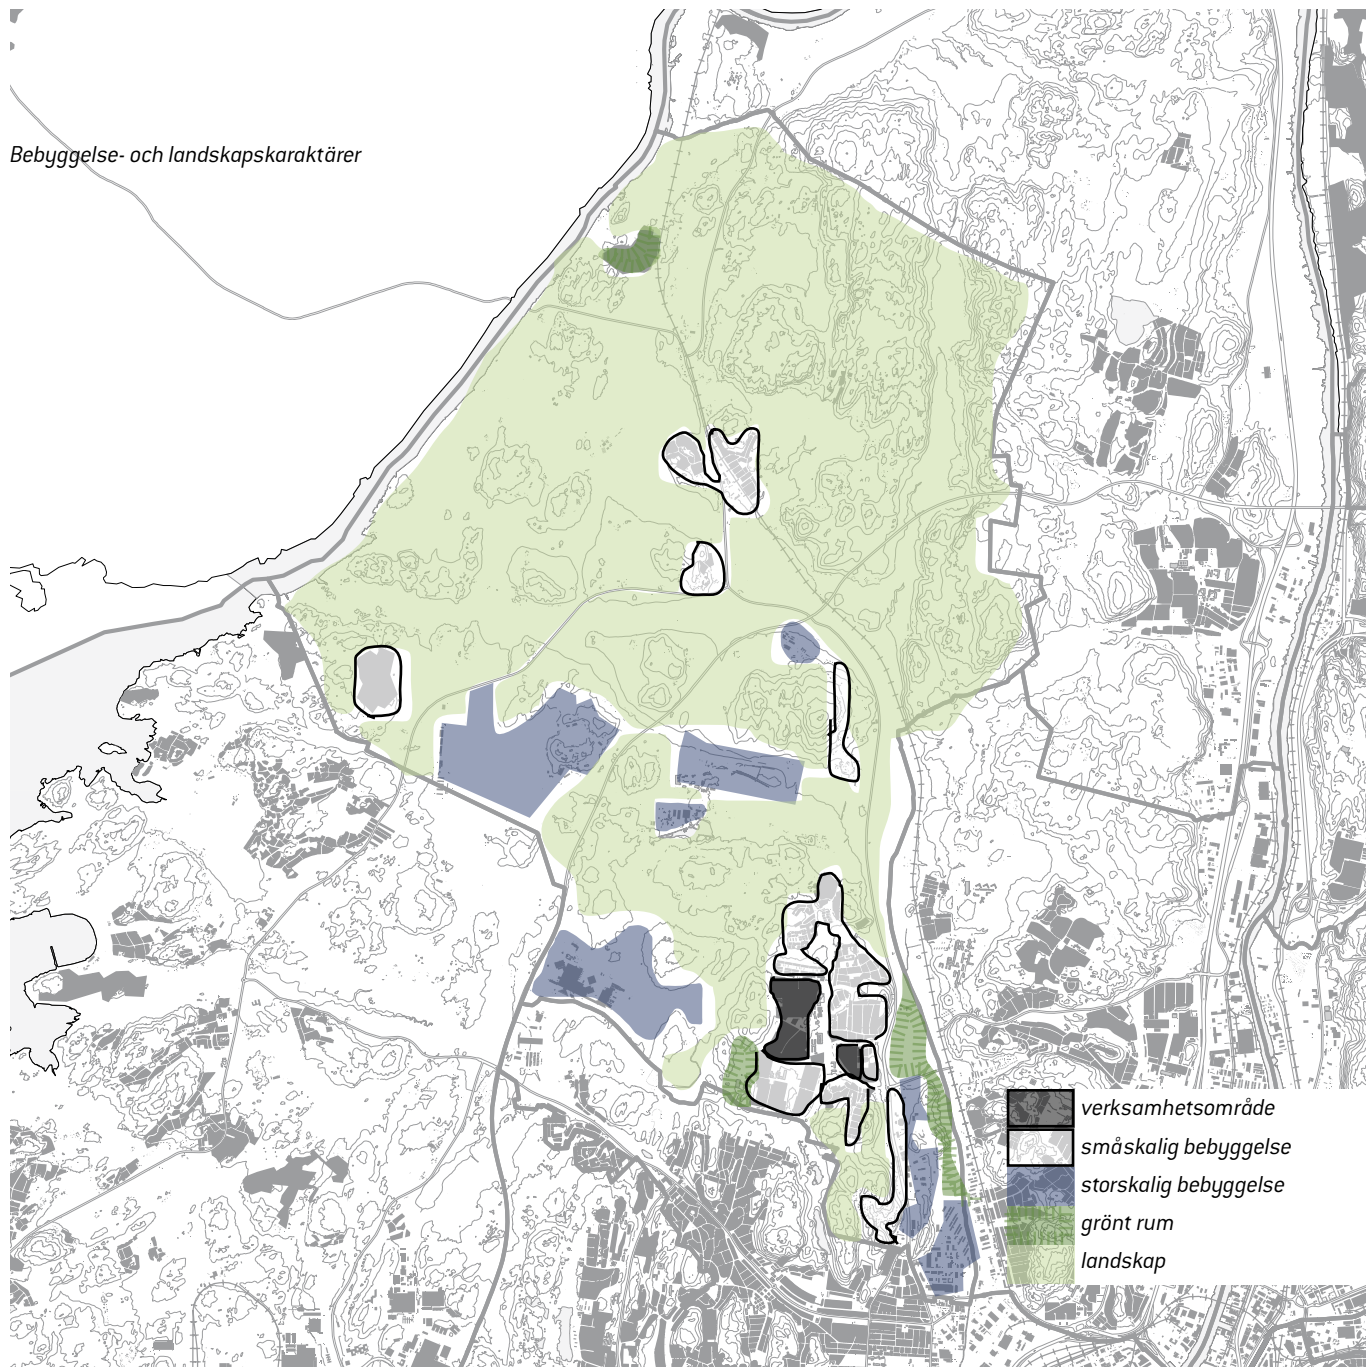 Bebyggelse- och landskapskaraktärer
verksamhetsområde
småskalig bebyggelse
storskalig bebyggelse
grönt rum
landskap